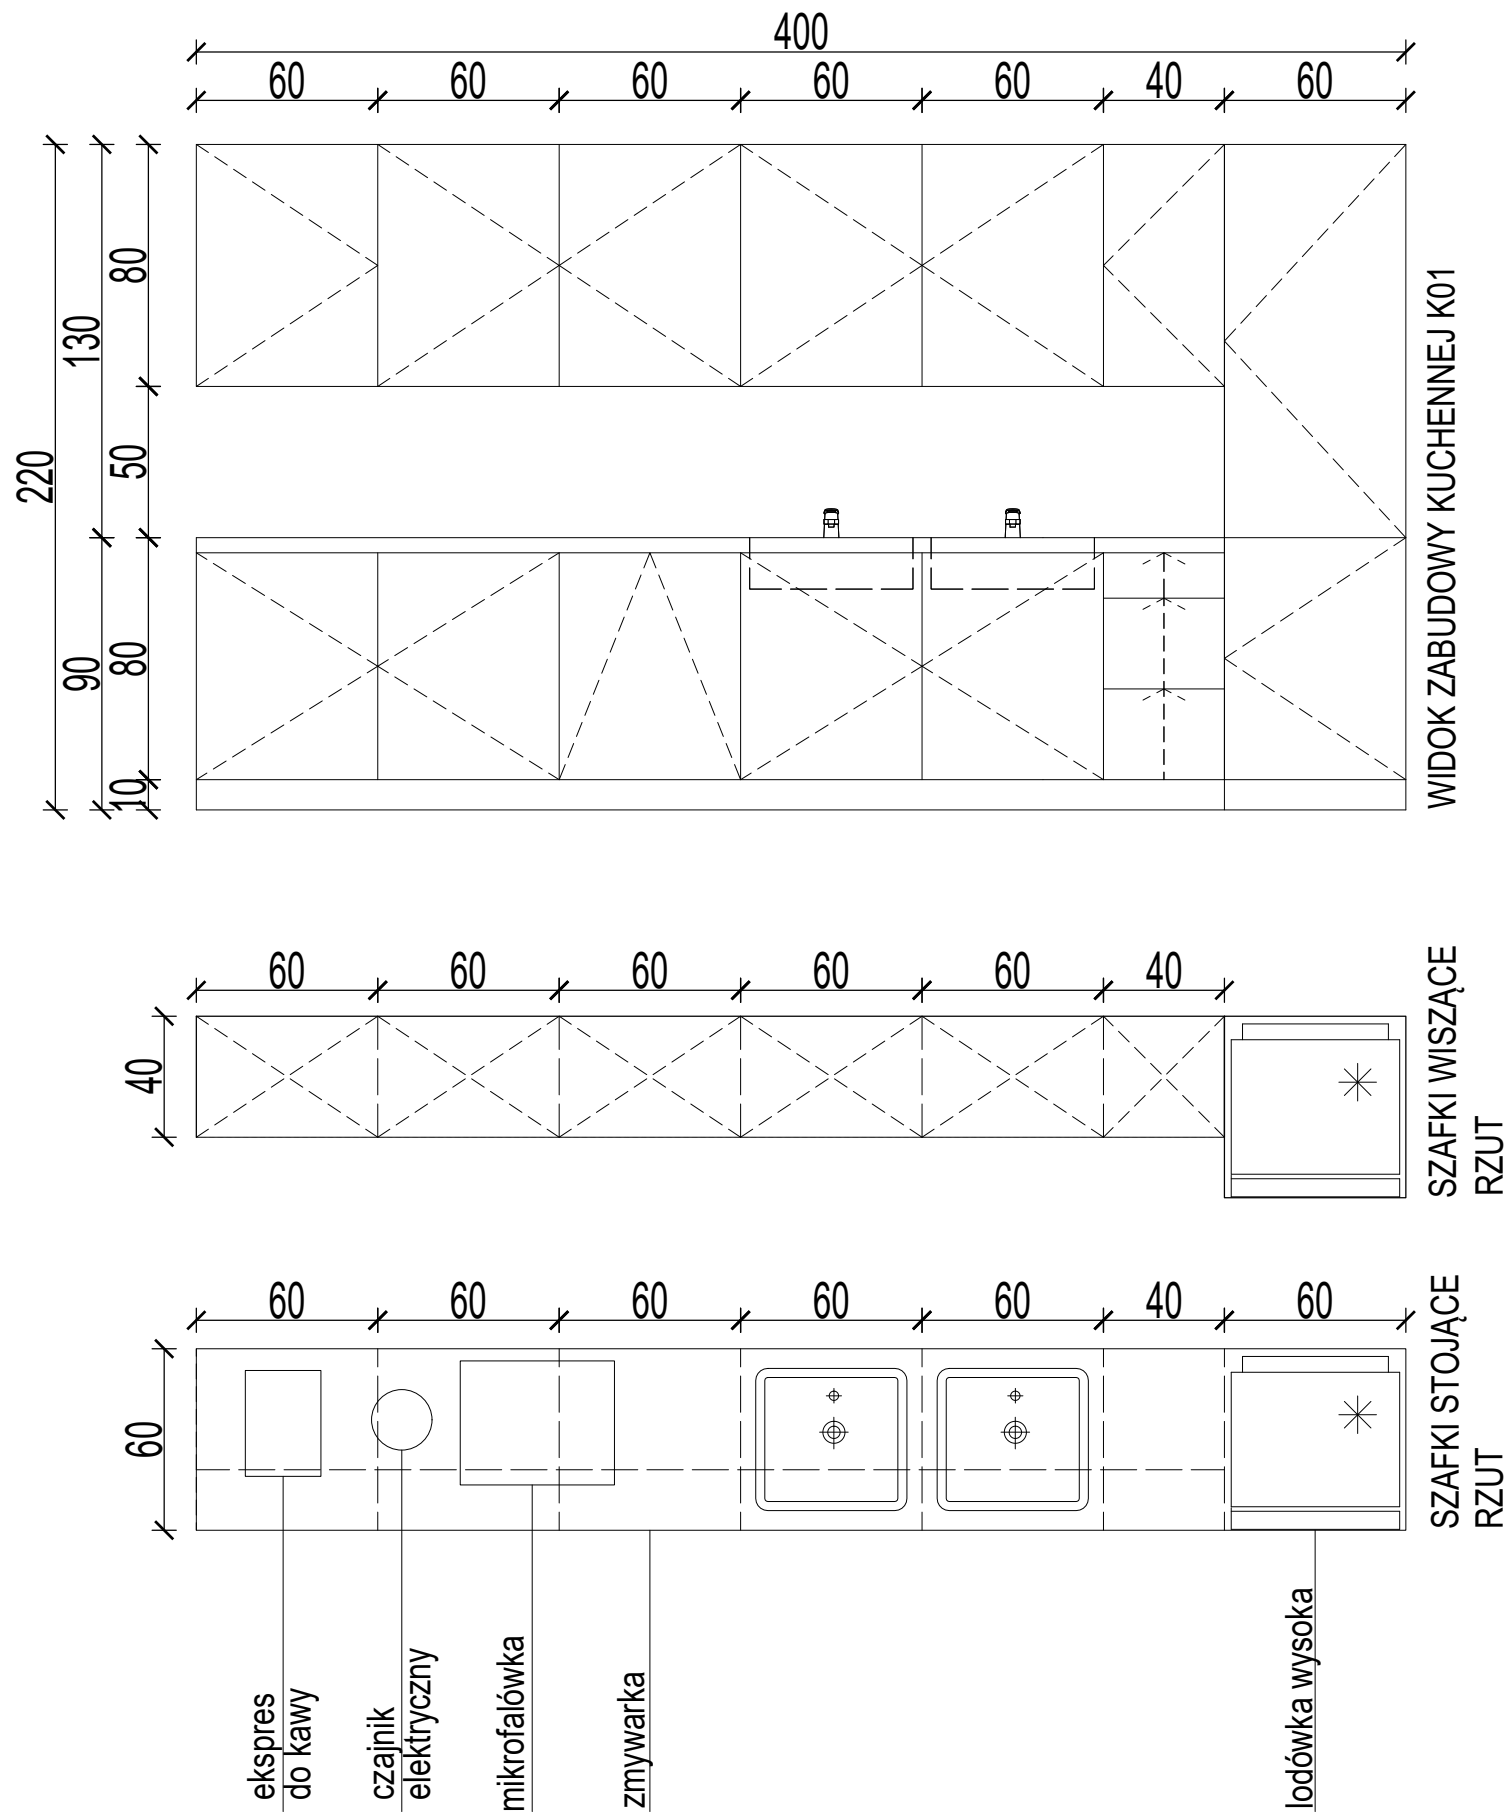 400
60 60 60 60 60 40 60
220
130
90
80
50
80
10
WIDOK ZABUDOWY KUCHENNEJ K01
60 60 60 60 60 40
40
SZAFKI WISZĄCE
RZUT
60 60 60 60 60 40 60
60
SZAFKI STOJĄCE
RZUT
ekspres
do kawy
czajnik
elektryczny
mikrofalówka
zmywarka
lodówka wysoka